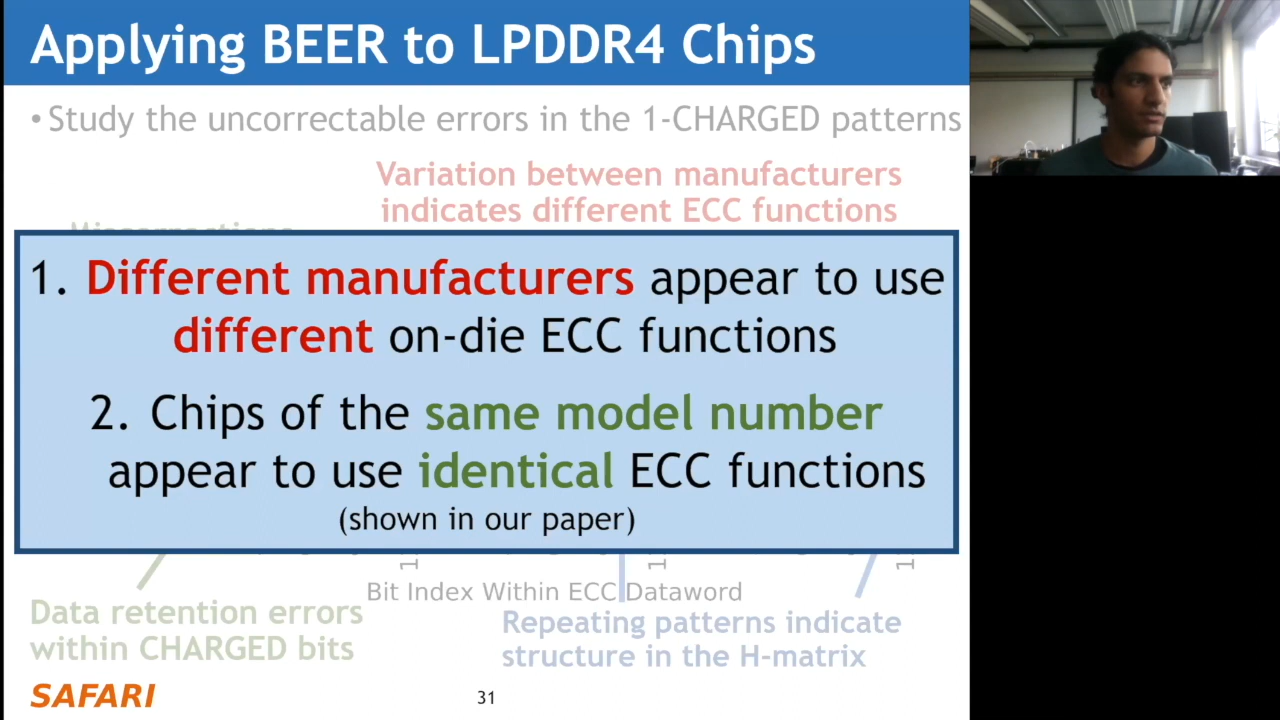 Applying BEER to LPDDR4 Chips
• Study the uncorrectable errors in the 1-CHARGED patterns
Variation between manufacturers
indicates different ECC functions
1. Different manufacturers appear to use
different on-die ECC functions
2. Chips of the same model number
appear to use identical ECC functions
(shown in our paper)
Bit Index Within ECC Dataword
Data retention errors
within CHARGED bits
Repeating patterns indicate
structure in the H-matrix
SAFARI
31